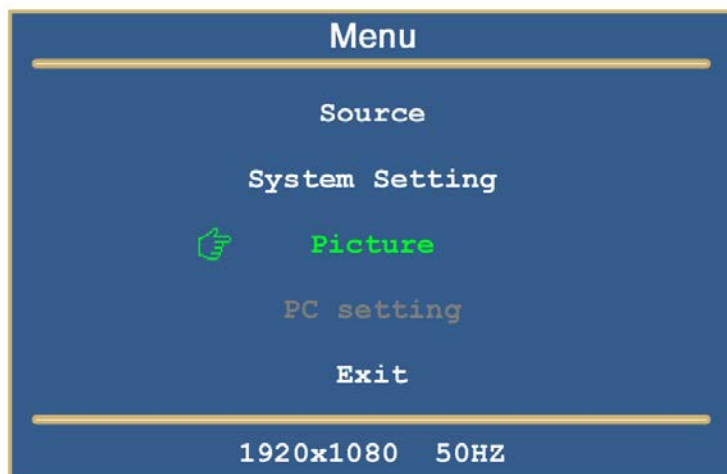 Menu
Source
System Setting
Picture
PC setting
Exit
1920x1080 50HZ